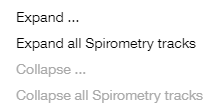 Expand ...
Expand all Spirometry tracks
Collapse ...
Collapse all Spirometry tracks